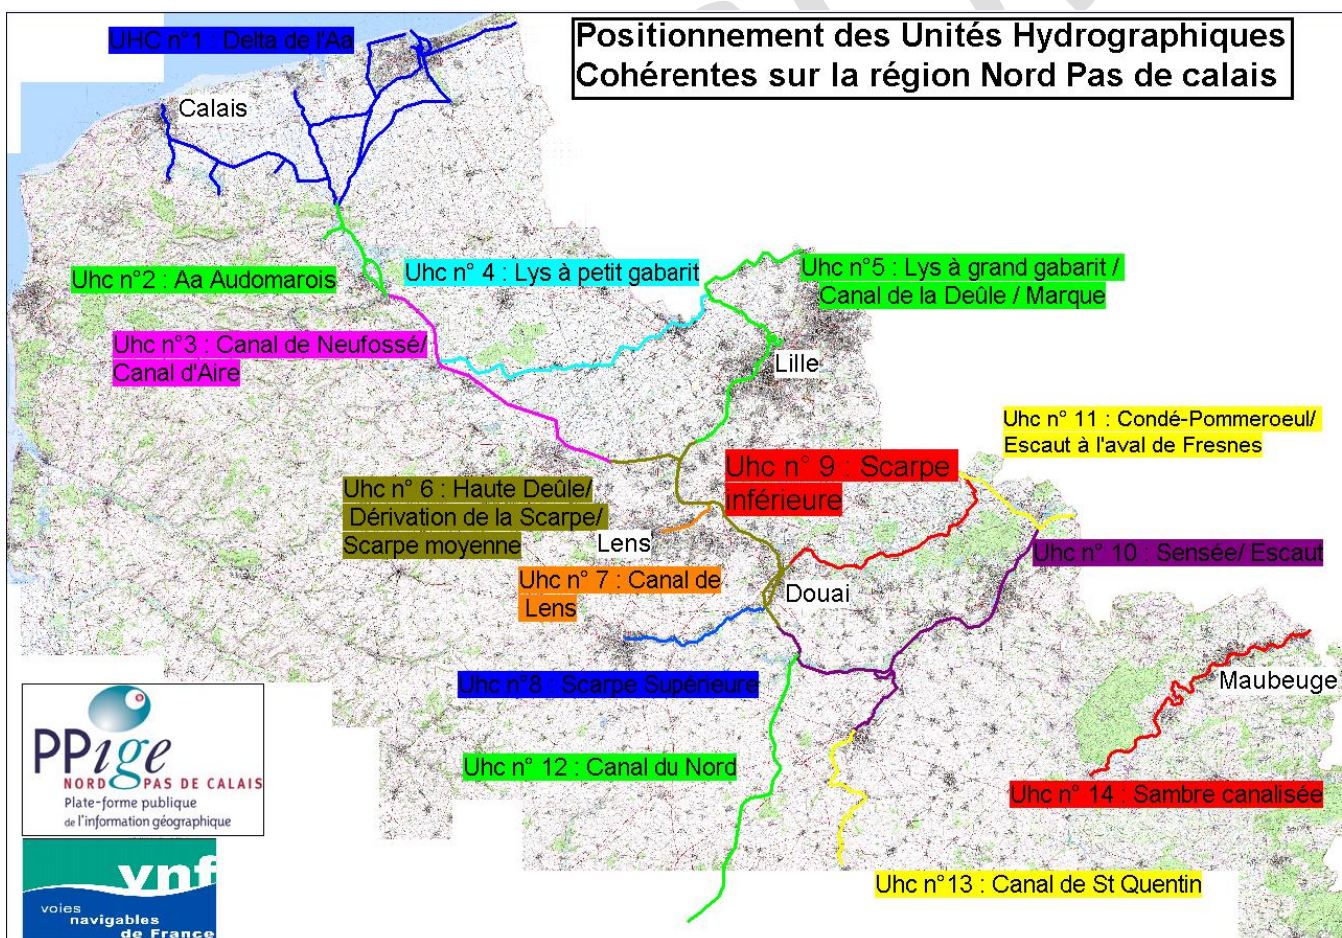 Positionnement des Unités Hydrographiques
Cohérentes sur la région Nord Pas de calais
UHC n°1 : Delta de l'Aa
Calais
Uhc n°2 : Aa Audomarois
Uhc n° 4 : Lys à petit gabarit
Uhc n°5 : Lys à grand gabarit /
Canal de la Deûle / Marque
Uhc n°3 : Canal de Neufossé/
Canal d'Aire
Lille
Uhc n° 11 : Condé-Pommeroeul/
Escaut à l'aval de Fresnes
Uhc n° 9 : Scarpe
inférieure
Uhc n° 6 : Haute Deûle/
Dérivation de la Scarpe/
Scarpe moyenne
Lens
Uhc n° 10 : Sensée/ Escaut
Uhc n° 7 : Canal de
Lens
Douai
Uhc n°8 : Scarpe Supérieure
Maubeuge
Uhc n° 12 : Canal du Nord
Uhc n° 14 : Sambre canalisée
Uhc n°13 : Canal de St Quentin
PPige
NORD PAS DE CALAIS
Plate-forme publique
de l'information géographique
vnf
voies
navigables
de France